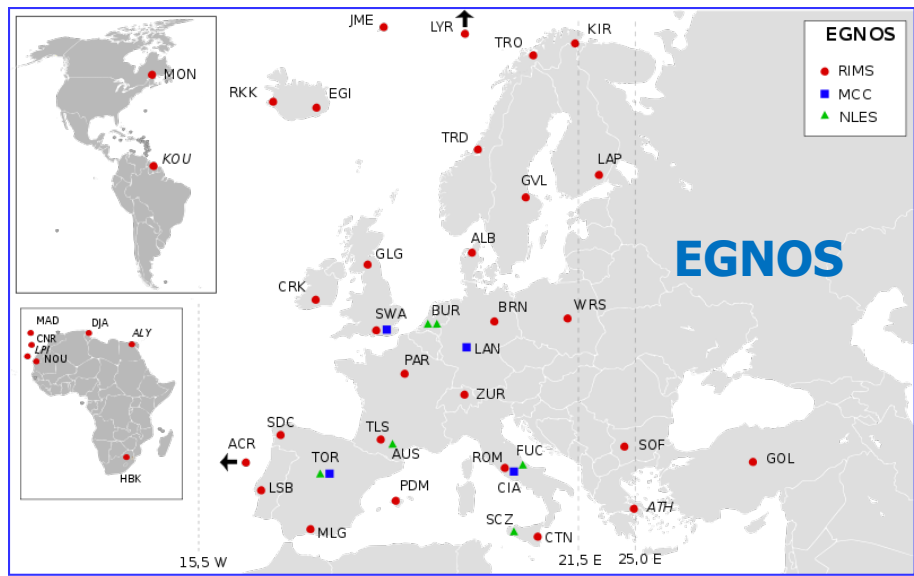 JME
LYR
KIR
TRO
EGNOS
RIMS
MCC
NLES
MON
RKK
EGI
TRD
KOU
LAP
GVL
ALB
GLG
EGNOS
CRK
SWA
BUR
BRN
WRS
MAD
DJA
ALY
CNR
LPI
NOU
LAN
PAR
ZUR
SDC
TLS
ACR
TOR
AUS
ROM
FUC
SOF
GOL
HBK
LSB
PDM
CIA
ATH
SCZ
MLG
CTN
15,5 W
21,5 E
25,0 E